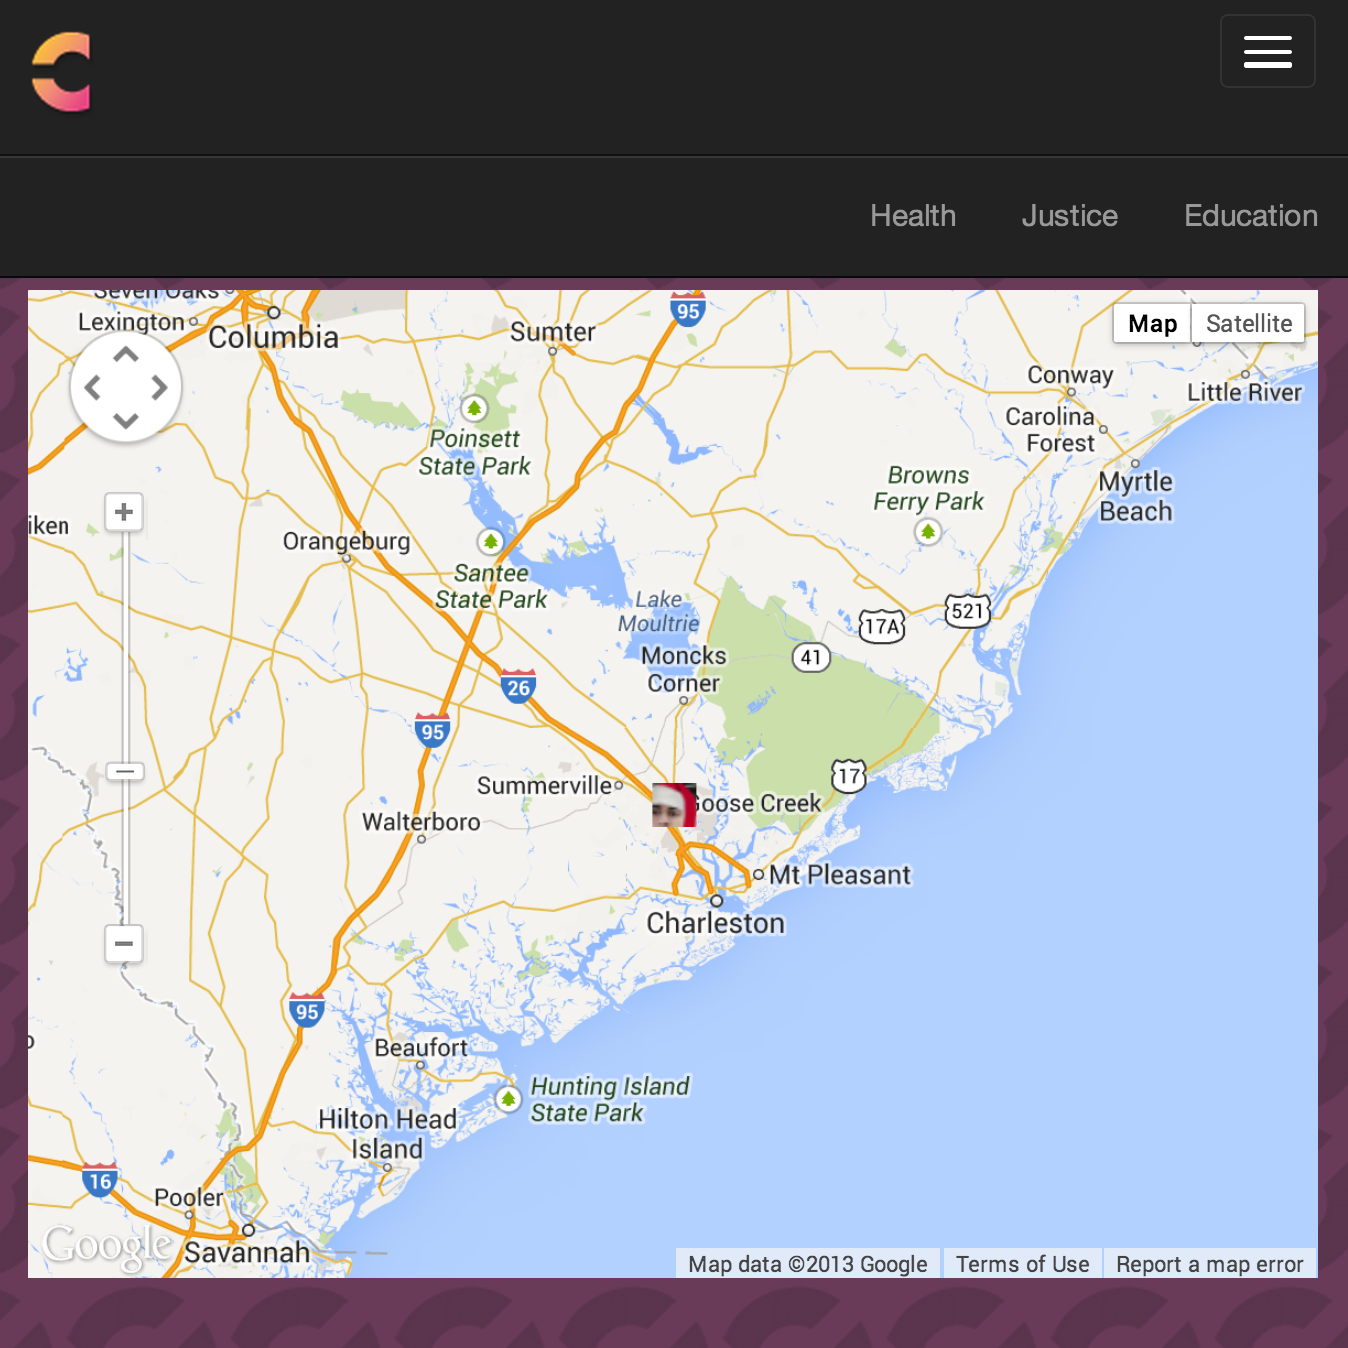 Health Justice Education
Seven Oaks
Lexington
Columbia
Sumter
95
Map Satellite
Conway
Little River
Carolina
Forest
Poinsett
State Park
Browns
Ferry Park
Myrtle
Beach
iken
Orangeburg
Santee
State Park
Lake
Moultrie
521
17A
41
Moncks
Corner
26
95
17
Summerville
Goose Creek
Walterboro
Mt Pleasant
Charleston
95
Beaufort
Hunting Island
State Park
Hilton Head
Island
16
Pooler
Google
Savannah
Map data ©2013 Google Terms of Use Report a map error